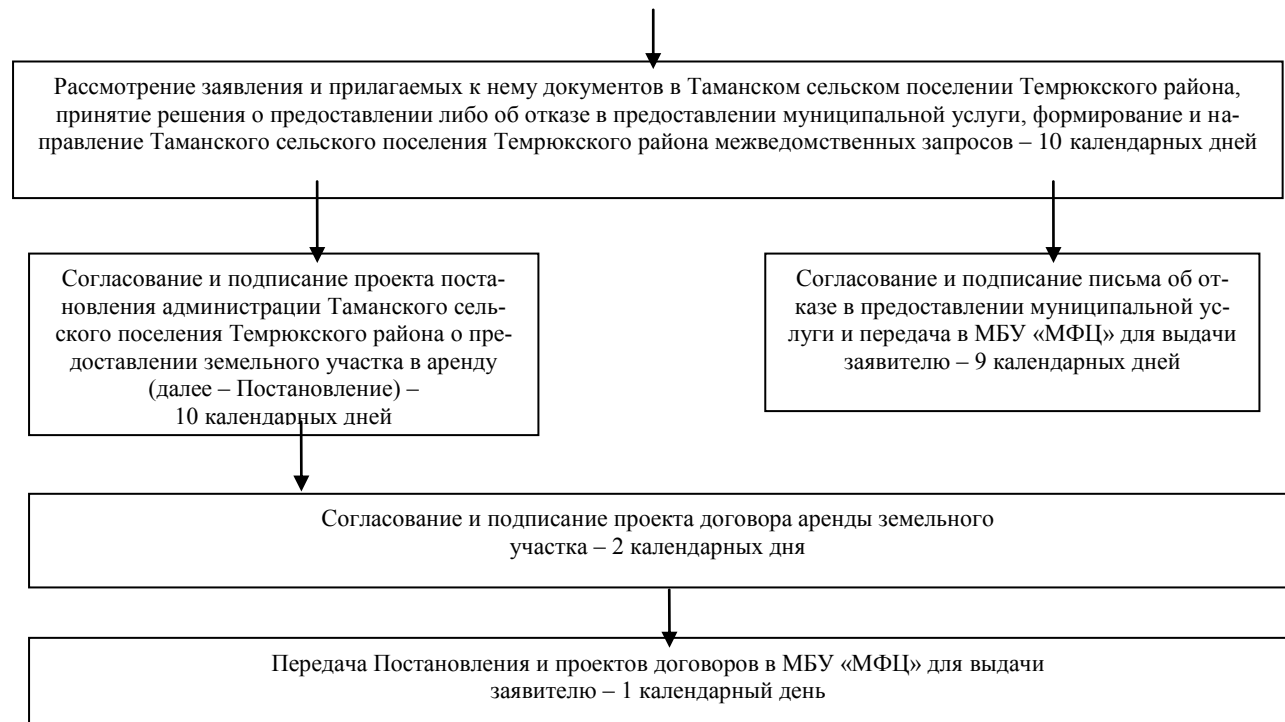 Рассмотрение заявления и прилагаемых к нему документов в Таманском сельском поселении Темрюкского района,
принятие решения о предоставлении либо об отказе в предоставлении муниципальной услуги, формирование и на-
правление Таманского сельского поселения Темрюкского района межведомственных запросов – 10 календарных дней
Согласование и подписание проекта поста-
новления администрации Таманского сель-
ского поселения Темрюкского района о пре-
доставлении земельного участка в аренду
(далее – Постановление) –
10 календарных дней
Согласование и подписание письма об от-
казе в предоставлении муниципальной ус-
луги и передача в МБУ «МФЦ» для выдачи
заявителю – 9 календарных дней
Согласование и подписание проекта договора аренды земельного
участка – 2 календарных дня
Передача Постановления и проектов договоров в МБУ «МФЦ» для выдачи
заявителю – 1 календарный день